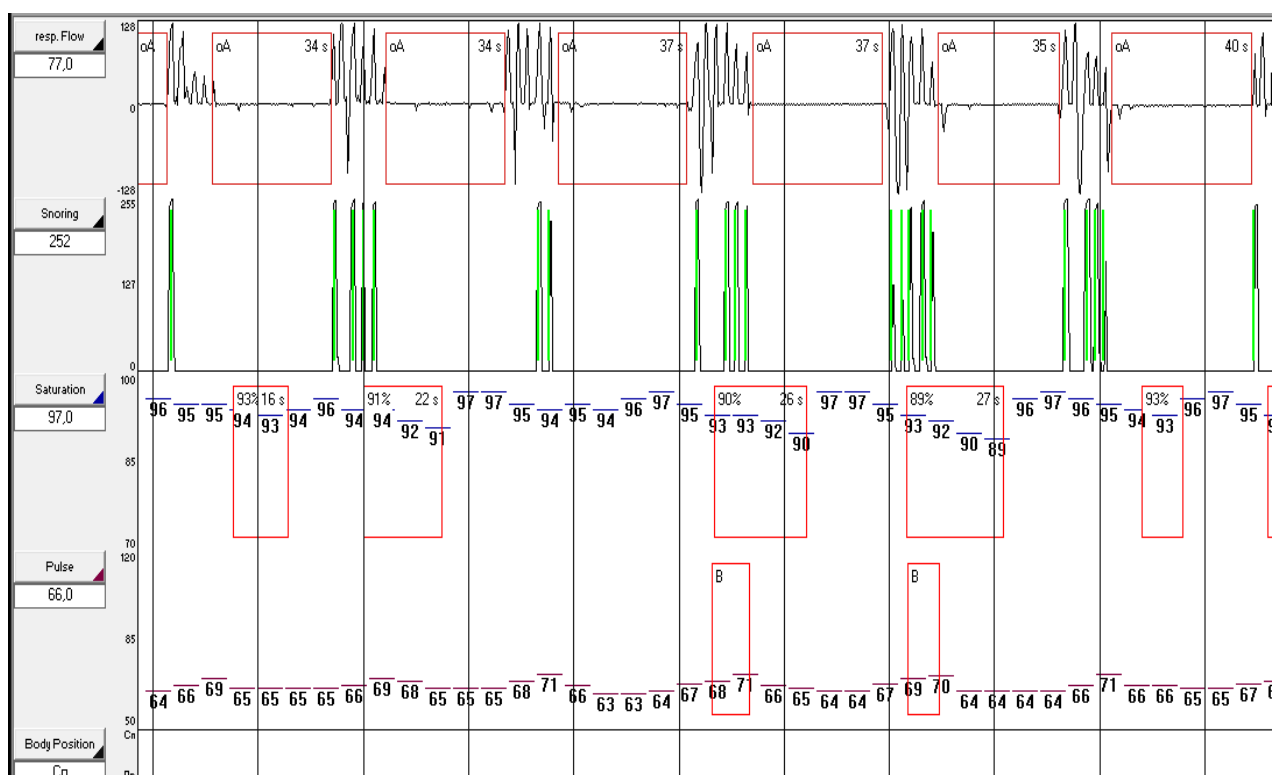 resp. Flow
77,0
128
0
-128
oA
oA 34 s
oA 34 s
oA 37 s
oA 37 s
oA 35 s
oA 40 s
Snoring
252
255
127
0
Saturation
97,0
100
85
70
93% 16 s
91% 22 s
90% 26 s
89% 27 s
93%
96 95 95 94 93 94 96 94 94 92 91 97 97 95 94 95 94 96 97 95 93 93 92 90 97 97 95 93 92 90 89 96 97 96 95 94 93 96 97 95
Pulse
66,0
120
85
50
B
B
64 66 69 65 65 65 65 66 69 68 65 65 65 68 71 66 63 63 64 67 68 71 66 65 64 64 67 69 70 64 64 64 64 66 71 66 66 65 65 67
Body Position
Cn